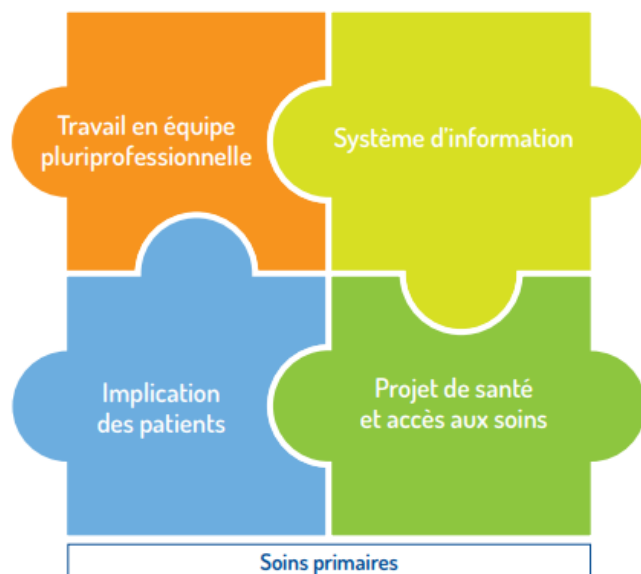 Travail en équipe
pluriprofessionnelle
Système d'information
Implication
des patients
Projet de santé
et accès aux soins
Soins primaires